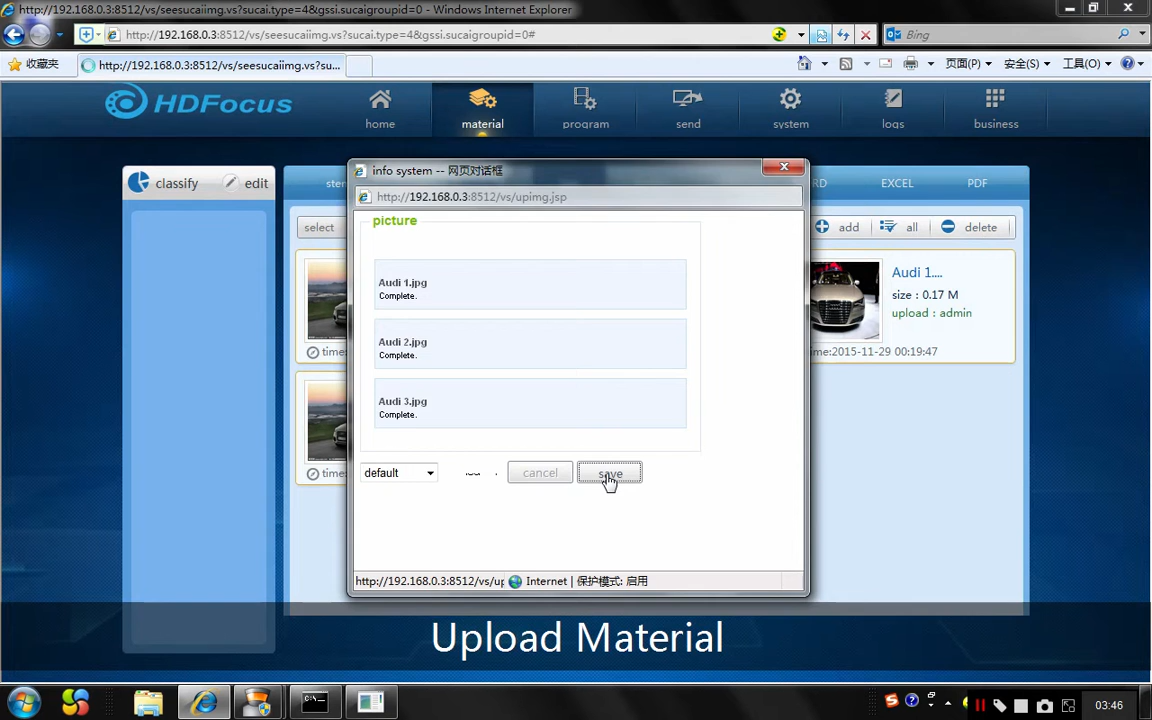 http://192.168.0.3:8512/vs/seesucaiimg.vs?sucai.type=4&gssi.sucaigroupid=0 - Windows Internet Explorer
http://192.168.0.3:8512/vs/seesucaiimg.vs?sucai.type=4&gssi.sucaigroupid=0#
Bing
收藏夹
http://192.168.0.3:8512/vs/seesucaiimg.vs?su...
页面(P)
安全(S)
工具(O)
HDFocus
home
material
program
send
system
logs
business
classify
edit
EXCEL
PDF
select
add
all
delete
info system -- 网页对话框
http://192.168.0.3:8512/vs/upimg.jsp
picture
Audi 1.jpg
Complete.
Audi 2.jpg
Complete.
Audi 3.jpg
Complete.
default
cancel
save
Audi 1....
size : 0.17 M
upload : admin
time:
me:2015-11-29 00:19:47
time:
http://192.168.0.3:8512/vs/up
Internet | 保护模式: 启用
Upload Material
03:46